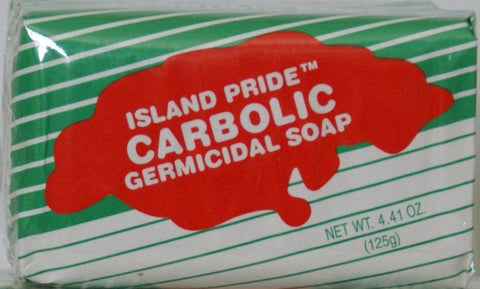 ISLAND PRIDE™
CARBOLIC
GERMICIDAL SOAP
NET WT. 4.41 OZ.
(125g)